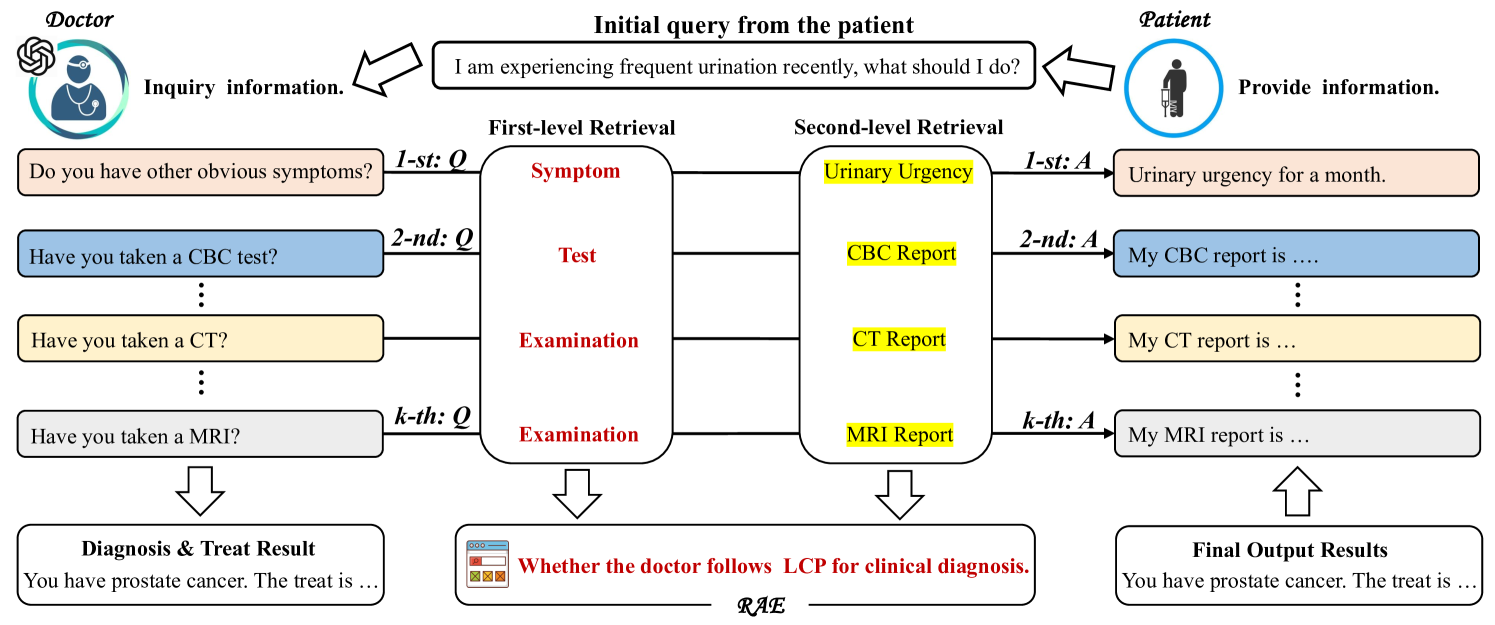 Doctor
Initial query from the patient
Patient
I am experiencing frequent urination recently, what should I do?
Inquiry information.
Provide information.
First-level Retrieval
Second-level Retrieval
Do you have other obvious symptoms?
1-st: Q
Symptom
Urinary Urgency
1-st: A
Urinary urgency for a month.
Have you taken a CBC test?
2-nd: Q
Test
CBC Report
2-nd: A
My CBC report is ….
Have you taken a CT?
Examination
CT Report
My CT report is …
Have you taken a MRI?
k-th: Q
Examination
MRI Report
k-th: A
My MRI report is …
Diagnosis & Treat Result
You have prostate cancer. The treat is …
Whether the doctor follows LCP for clinical diagnosis.
RAE
Final Output Results
You have prostate cancer. The treat is …